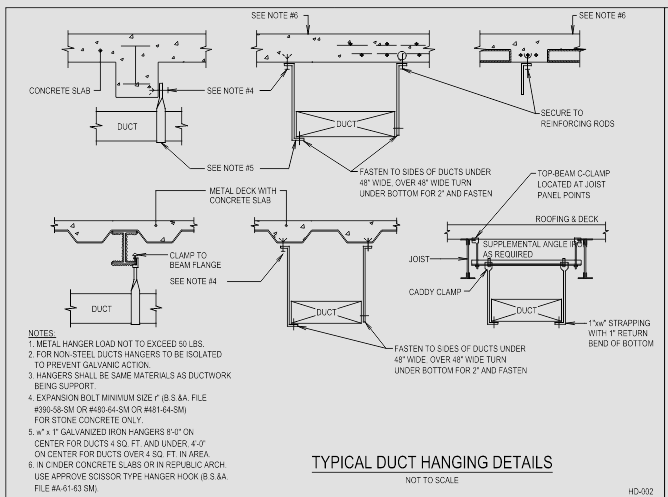 SEE NOTE #6
SEE NOTE #6
CONCRETE SLAB
SEE NOTE #4
DUCT
DUCT
SECURE TO
REINFORCING RODS
SEE NOTE #5
FASTEN TO SIDES OF DUCTS UNDER
48" WIDE, OVER 48" WIDE TURN
UNDER BOTTOM FOR 2" AND FASTEN
METAL DECK WITH
CONCRETE SLAB
TOP-BEAM C-CLAMP
LOCATED AT JOIST
PANEL POINTS
ROOFING & DECK
CLAMP TO
BEAM FLANGE
SEE NOTE #4
JOIST
SUPPLEMENTAL ANGLE IRON
AS REQUIRED
CADDY CLAMP
DUCT
DUCT
DUCT
1"xw" STRAPPING
WITH 1" RETURN
BEND OF BOTTOM
FASTEN TO SIDES OF DUCTS UNDER
48" WIDE, OVER 48" WIDE TURN
UNDER BOTTOM FOR 2" AND FASTEN
NOTES:
1. METAL HANGER LOAD NOT TO EXCEED 50 LBS.
2. FOR NON-STEEL DUCTS HANGERS TO BE ISOLATED
TO PREVENT GALVANIC ACTION.
3. HANGERS SHALL BE SAME MATERIALS AS DUCTWORK
BEING SUPPORT.
4. EXPANSION BOLT MINIMUM SIZE r" (B.S.&A. FILE
#390-58-SM OR #480-64-SM OR #481-64-SM)
FOR STONE CONCRETE ONLY.
5. w" x 1" GALVANIZED IRON HANGERS 8'-0" ON
CENTER FOR DUCTS 4 SQ. FT. AND UNDER, 4'-0"
ON CENTER FOR DUCTS OVER 4 SQ. FT. IN AREA.
6. IN CINDER CONCRETE SLABS OR IN REPUBLIC ARCH.
USE APPROVE SCISSOR TYPE HANGER HOOK (B.S.&A.
FILE #A-61-63 SM).
TYPICAL DUCT HANGING DETAILS
NOT TO SCALE
HD-002